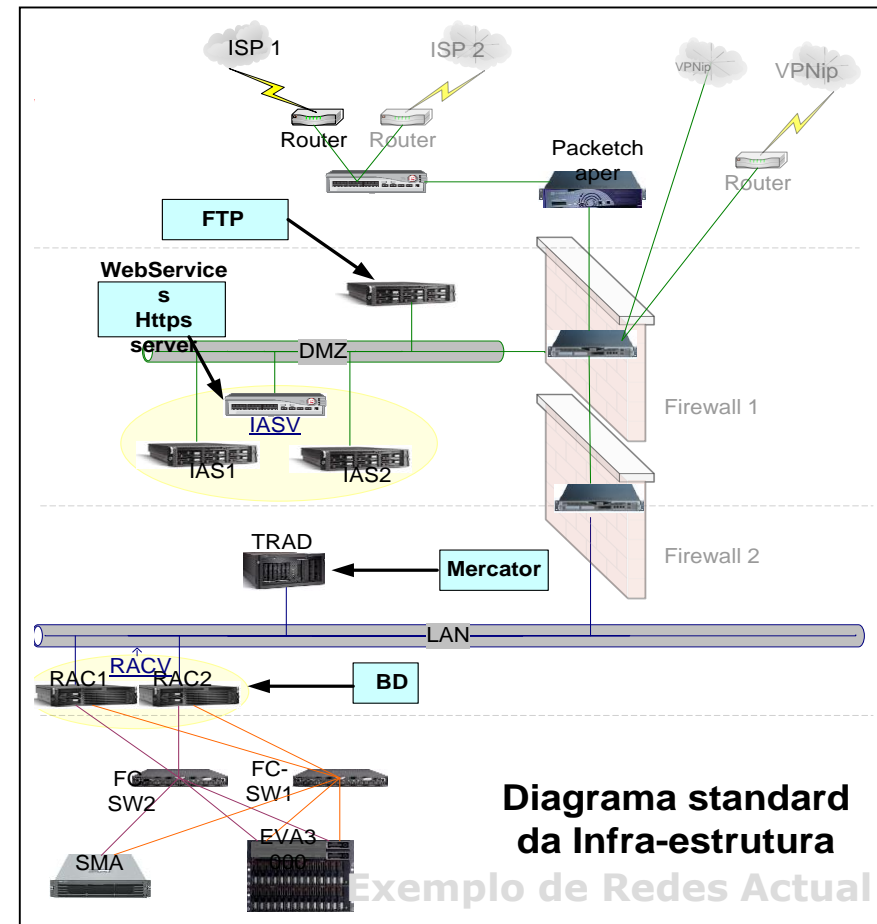 ISP 1
ISP 2
VPNip
VPNip
Router
Router
Router
Packetch
aper
FTP
WebService
s
Https
server
DMZ
IASV
IAS1
IAS2
Firewall 1
TRAD
Mercator
Firewall 2
LAN
RACV
RAC1
RAC2
BD
FC-
SW2
FC-
SW1
EVA3
000
SMA
Diagrama standard
da Infra-estrutura
Exemplo de Redes Actual